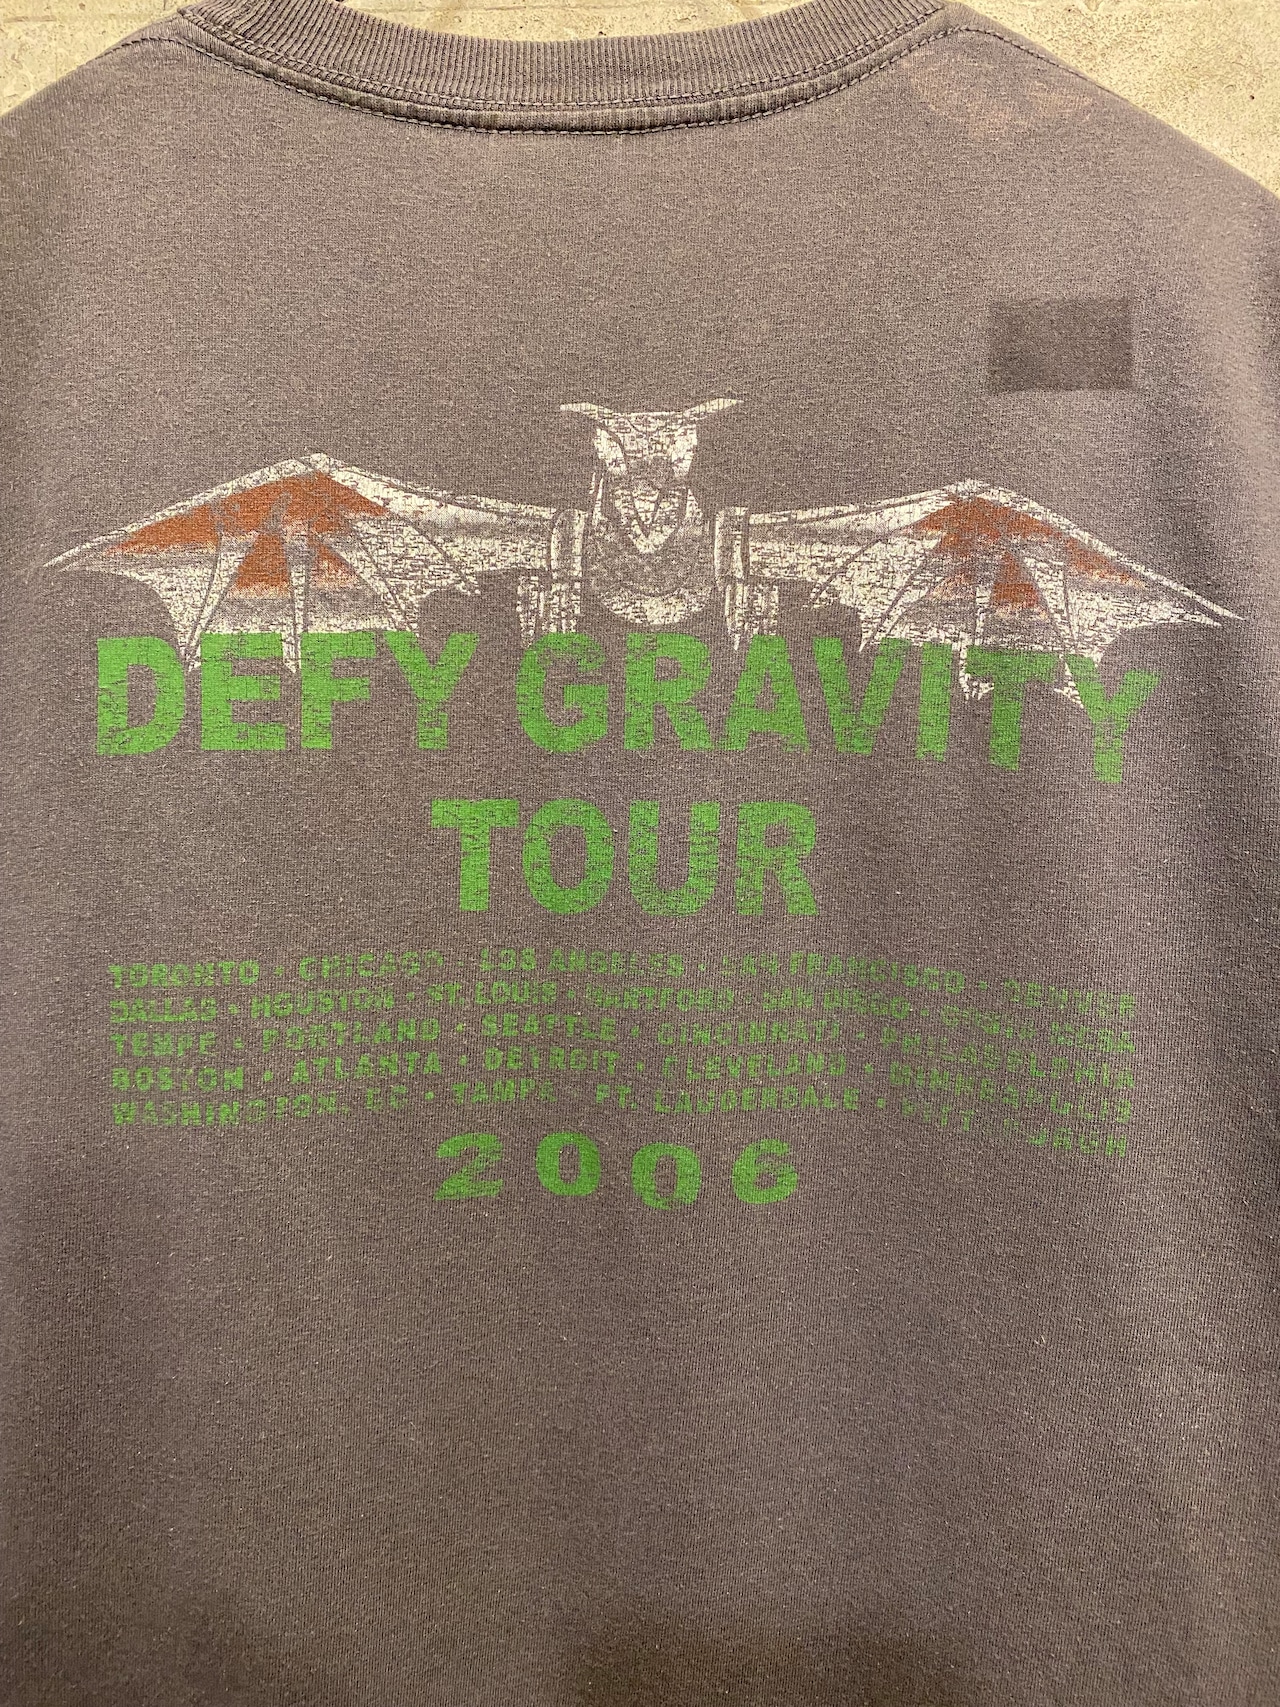 DEFY GRAVITY
TOUR
TORONTO • CHICAGO • LOS ANGELES • SAN FRANCISCO • DENVER
DALLAS • HOUSTON • ST. LOUIS • HARTFORD • SAN DIEGO •
TEMPE • PORTLAND • SEATTLE • CINCINNATI • PHILADELPHIA
BOSTON • ATLANTA • DETROIT • CLEVELAND • MINNEAPOLIS
WASHINGTON, DC • TAMPA • FT. LAUDERDALE • PITTSBURGH
2006